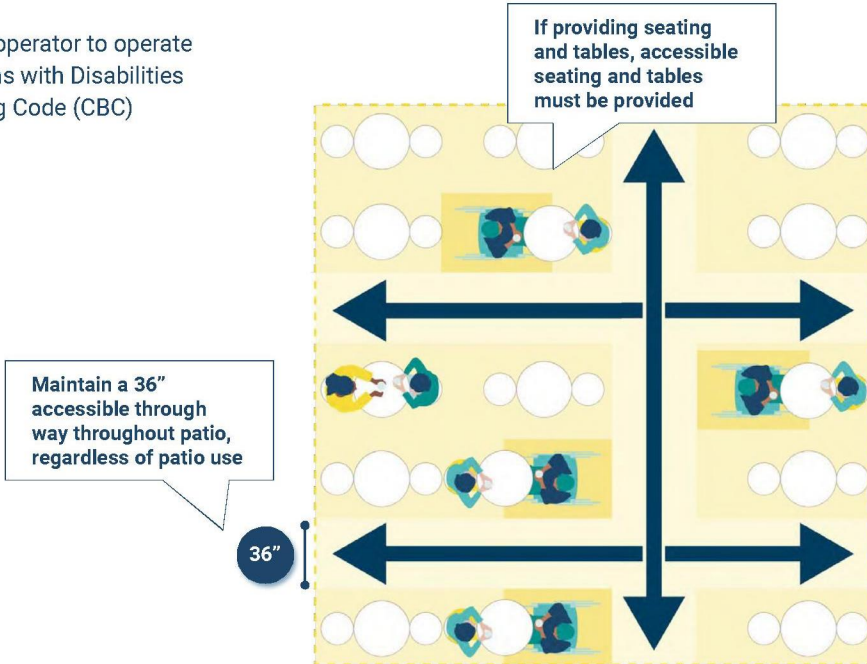 operator to operate
with Disabilities
Code (CBC)
If providing seating
and tables, accessible
seating and tables
must be provided
Maintain a 36”
accessible through
way throughout patio,
regardless of patio use
36”